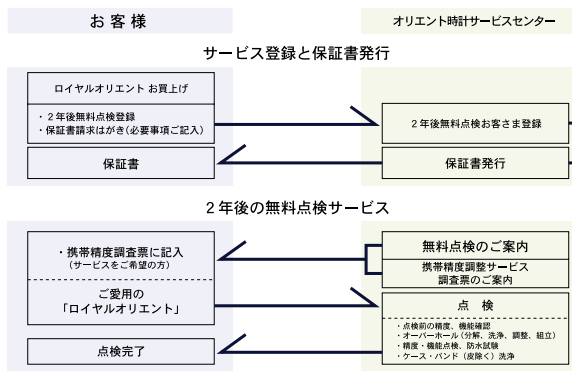 お客様
オリエント時計サービスセンター
サービス登録と保証書発行
ロイヤルオリエント お買上げ
・２年後無料点検登録
・保証書請求はがき(必要事項ご記入)
２年後無料点検お客さま登録
保証書
保証書発行
２年後の無料点検サービス
・携帯精度調査票に記入
(サービスをご希望の方)
ご愛用の
「ロイヤルオリエント」
無料点検のご案内
携帯精度調整サービス
調査票のご案内
点 検
・点検前の精度、機能確認
・オーバーホール(分解、洗浄、調整、組立)
・精度・機能点検、防水試験
・ケース・バンド（皮除く）洗浄
点検完了